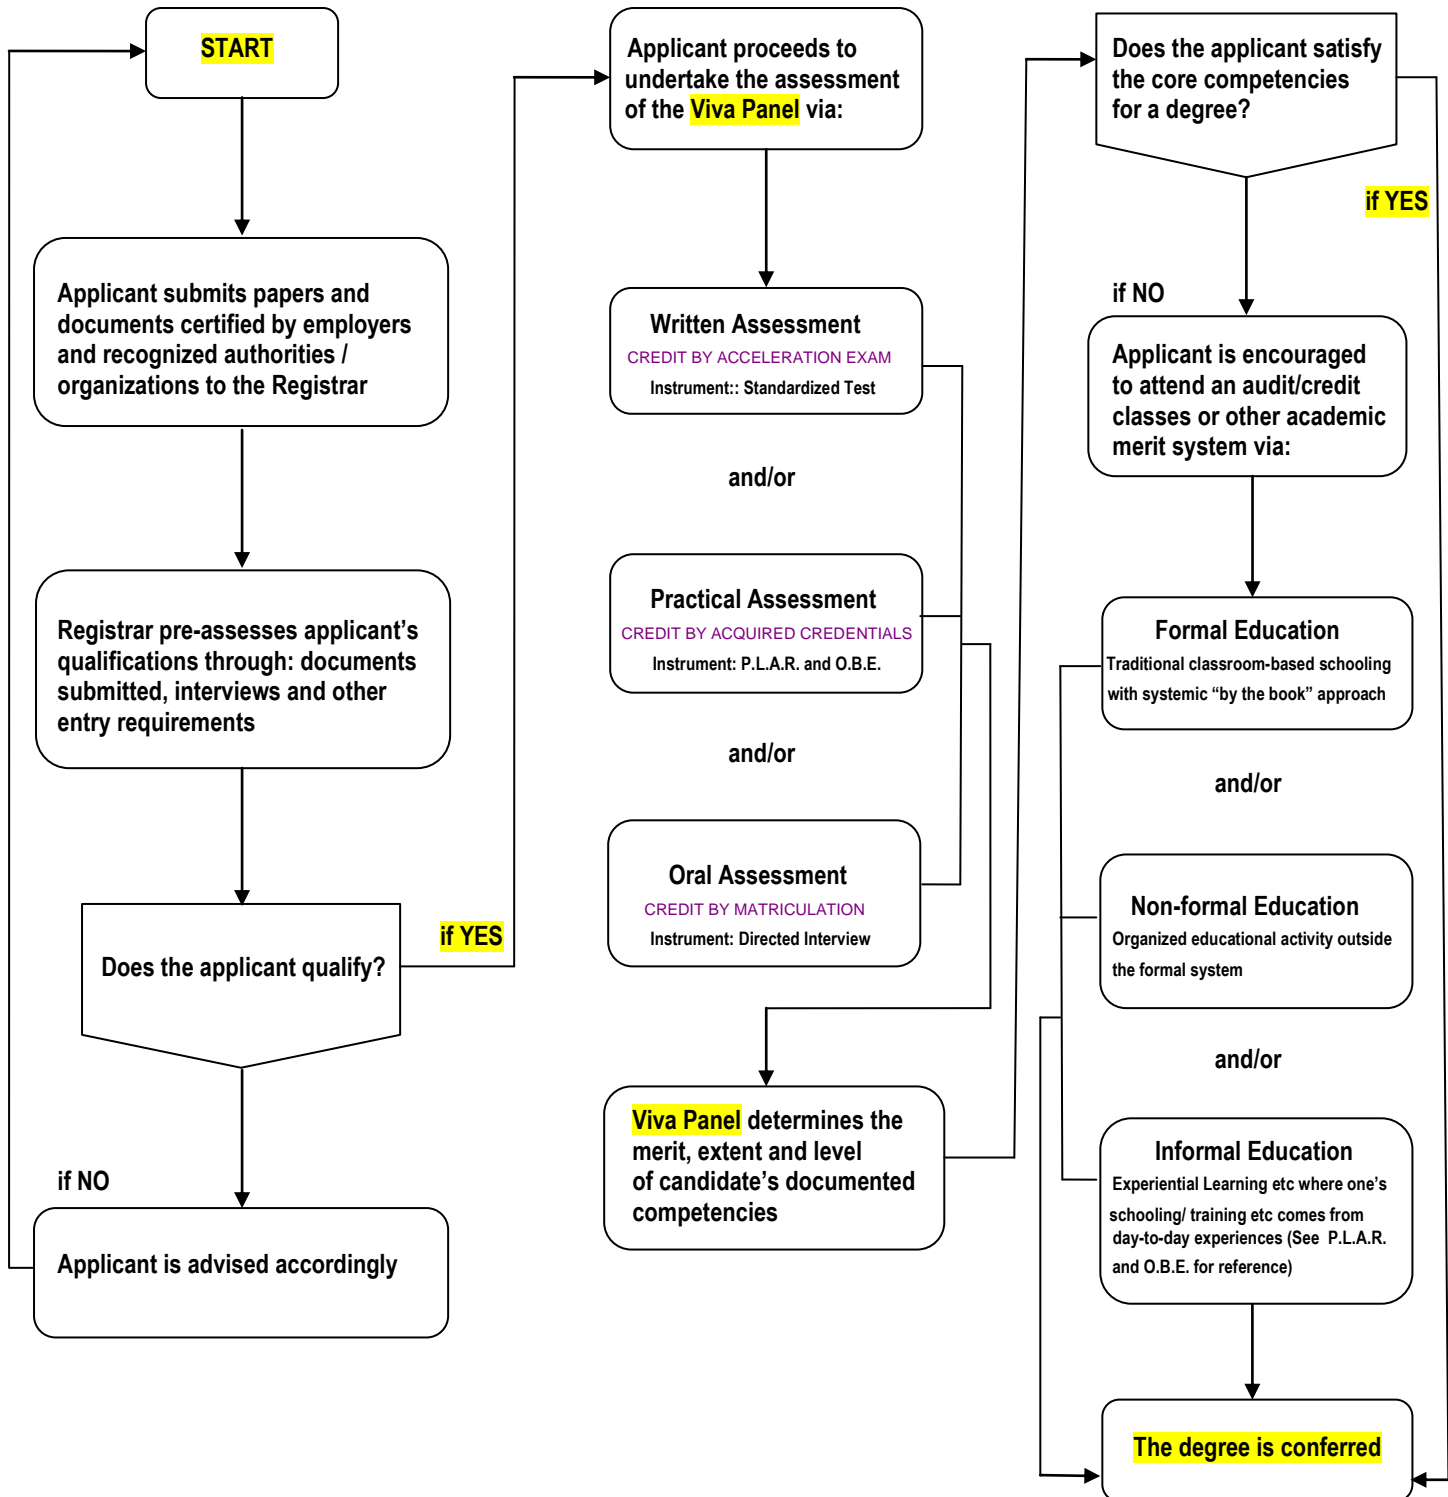 START
Applicant submits papers and
documents certified by employers
and recognized authorities /
organizations to the Registrar
Registrar pre-assesses applicant’s
qualifications through: documents
submitted, interviews and other
entry requirements
Does the applicant qualify?
if YES
if NO
Applicant is advised accordingly
Applicant proceeds to
undertake the assessment
of the Viva Panel via:
Written Assessment
CREDIT BY ACCELERATION EXAM
Instrument:: Standardized Test
and/or
Practical Assessment
CREDIT BY ACQUIRED CREDENTIALS
Instrument: P.L.A.R. and O.B.E.
and/or
Oral Assessment
CREDIT BY MATRICULATION
Instrument: Directed Interview
Viva Panel determines the
merit, extent and level
of candidate’s documented
competencies
Does the applicant satisfy
the core competencies
for a degree?
if YES
if NO
Applicant is encouraged
to attend an audit/credit
classes or other academic
merit system via:
Formal Education
Traditional classroom-based schooling
with systemic “by the book” approach
and/or
Non-formal Education
Organized educational activity outside
the formal system
and/or
Informal Education
Experiential Learning etc where one’s
schooling/ training etc comes from
day-to-day experiences (See P.L.A.R.
and O.B.E. for reference)
The degree is conferred